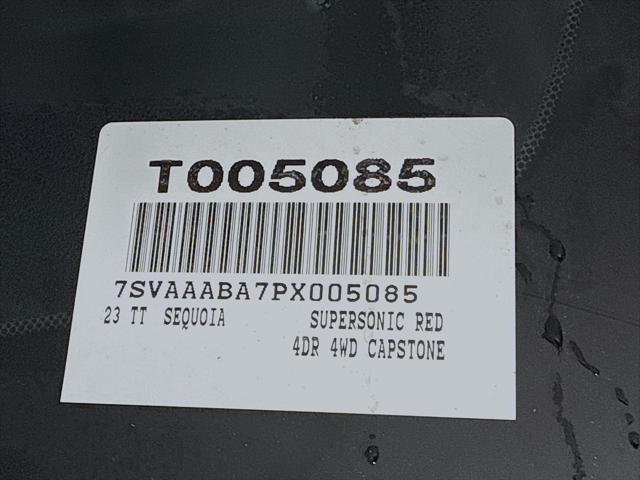 T005085
7SVAAABA7PX005085
23 TT SEQUOIA SUPERSONIC RED
4DR 4WD CAPSTONE